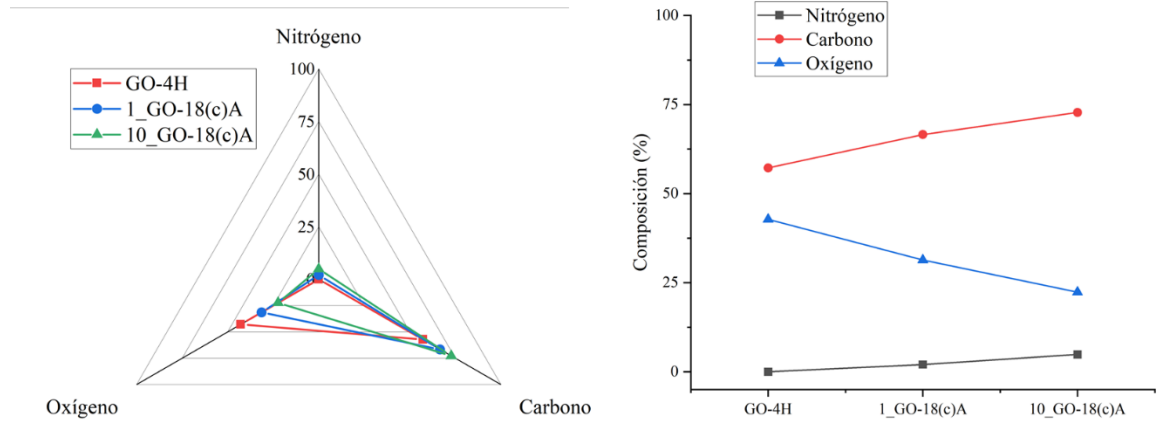 Nitrógeno
GO-4H
1_GO-18(c)A
10_GO-18(c)A
100
75
50
25
0
Oxígeno
Carbono
Nitrógeno
Carbono
Oxígeno
Composición (%)
100
75
50
25
0
GO-4H
1_GO-18(c)A
10_GO-18(c)A